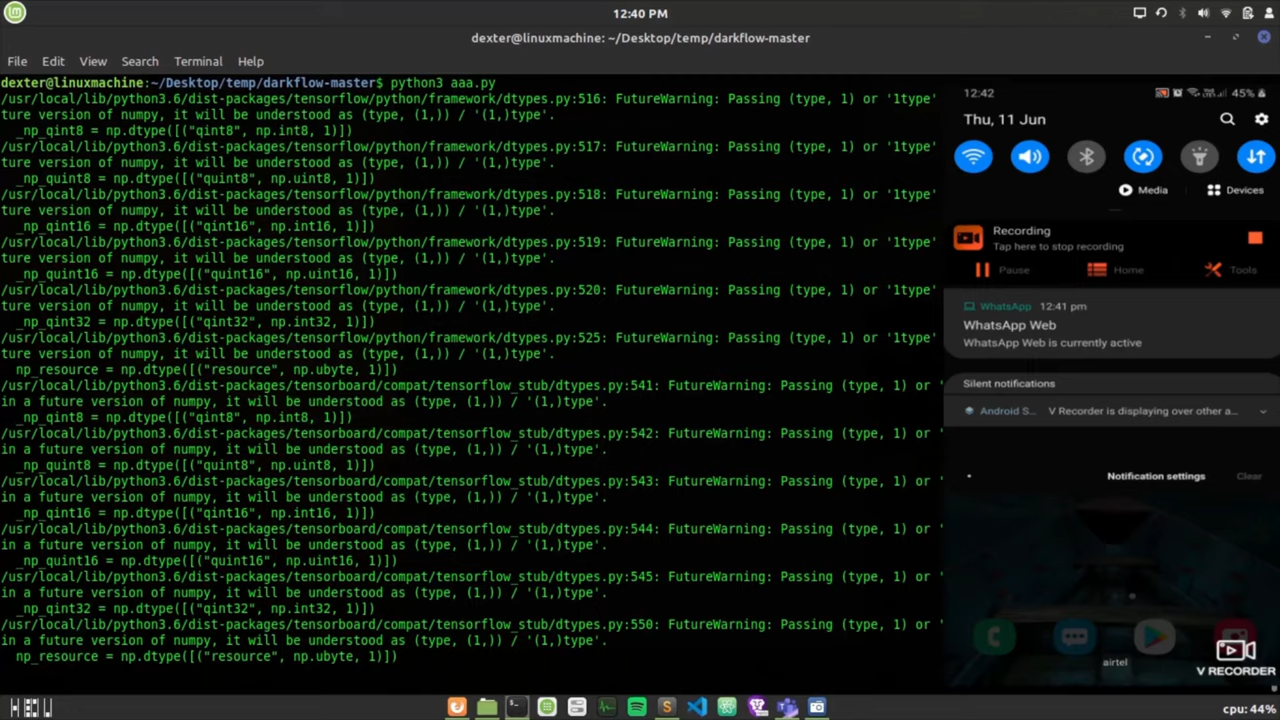 12:40 PM
dexter@linuxmachine: ~/Desktop/temp/darkflow-master
File Edit View Search Terminal Help
dexter@linuxmachine:~/Desktop/temp/darkflow-master$ python3 aaa.py
/usr/local/lib/python3.6/dist-packages/tensorflow/python/framework/dtypes.py:516: FutureWarning: Passing (type, 1) or '1type'
ture version of numpy, it will be understood as (type, (1,)) / '(1,)type'.
_np_qint8 = np.dtype([("qint8", np.int8, 1)])
/usr/local/lib/python3.6/dist-packages/tensorflow/python/framework/dtypes.py:517: FutureWarning: Passing (type, 1) or '1type'
ture version of numpy, it will be understood as (type, (1,)) / '(1,)type'.
_np_quint8 = np.dtype([("quint8", np.uint8, 1)])
/usr/local/lib/python3.6/dist-packages/tensorflow/python/framework/dtypes.py:518: FutureWarning: Passing (type, 1) or '1type'
ture version of numpy, it will be understood as (type, (1,)) / '(1,)type'.
_np_qint16 = np.dtype([("qint16", np.int16, 1)])
/usr/local/lib/python3.6/dist-packages/tensorflow/python/framework/dtypes.py:519: FutureWarning: Passing (type, 1) or '1type'
ture version of numpy, it will be understood as (type, (1,)) / '(1,)type'.
_np_quint16 = np.dtype([("quint16", np.uint16, 1)])
/usr/local/lib/python3.6/dist-packages/tensorflow/python/framework/dtypes.py:520: FutureWarning: Passing (type, 1) or '1type'
ture version of numpy, it will be understood as (type, (1,)) / '(1,)type'.
_np_qint32 = np.dtype([("qint32", np.int32, 1)])
/usr/local/lib/python3.6/dist-packages/tensorflow/python/framework/dtypes.py:525: FutureWarning: Passing (type, 1) or '1type'
ture version of numpy, it will be understood as (type, (1,)) / '(1,)type'.
np_resource = np.dtype([("resource", np.ubyte, 1)])
/usr/local/lib/python3.6/dist-packages/tensorboard/compat/tensorflow_stub/dtypes.py:541: FutureWarning: Passing (type, 1) or '
in a future version of numpy, it will be understood as (type, (1,)) / '(1,)type'.
_np_qint8 = np.dtype([("qint8", np.int8, 1)])
/usr/local/lib/python3.6/dist-packages/tensorboard/compat/tensorflow_stub/dtypes.py:542: FutureWarning: Passing (type, 1) or '
in a future version of numpy, it will be understood as (type, (1,)) / '(1,)type'.
_np_quint8 = np.dtype([("quint8", np.uint8, 1)])
/usr/local/lib/python3.6/dist-packages/tensorboard/compat/tensorflow_stub/dtypes.py:543: FutureWarning: Passing (type, 1) or '
in a future version of numpy, it will be understood as (type, (1,)) / '(1,)type'.
_np_qint16 = np.dtype([("qint16", np.int16, 1)])
/usr/local/lib/python3.6/dist-packages/tensorboard/compat/tensorflow_stub/dtypes.py:544: FutureWarning: Passing (type, 1) or '
in a future version of numpy, it will be understood as (type, (1,)) / '(1,)type'.
_np_quint16 = np.dtype([("quint16", np.uint16, 1)])
/usr/local/lib/python3.6/dist-packages/tensorboard/compat/tensorflow_stub/dtypes.py:545: FutureWarning: Passing (type, 1) or '
in a future version of numpy, it will be understood as (type, (1,)) / '(1,)type'.
_np_qint32 = np.dtype([("qint32", np.int32, 1)])
/usr/local/lib/python3.6/dist-packages/tensorboard/compat/tensorflow_stub/dtypes.py:550: FutureWarning: Passing (type, 1) or '
in a future version of numpy, it will be understood as (type, (1,)) / '(1,)type'.
np_resource = np.dtype([("resource", np.ubyte, 1)])
12:42 45%
Thu, 11 Jun
Media Devices
Recording
Tap here to stop recording
Pause Home Tools
WhatsApp 12:41 pm
WhatsApp Web
WhatsApp Web is currently active
Silent notifications
Android S... V Recorder is displaying over other a...
Notification settings Clear
airtel
V RECORDER
cpu: 44%